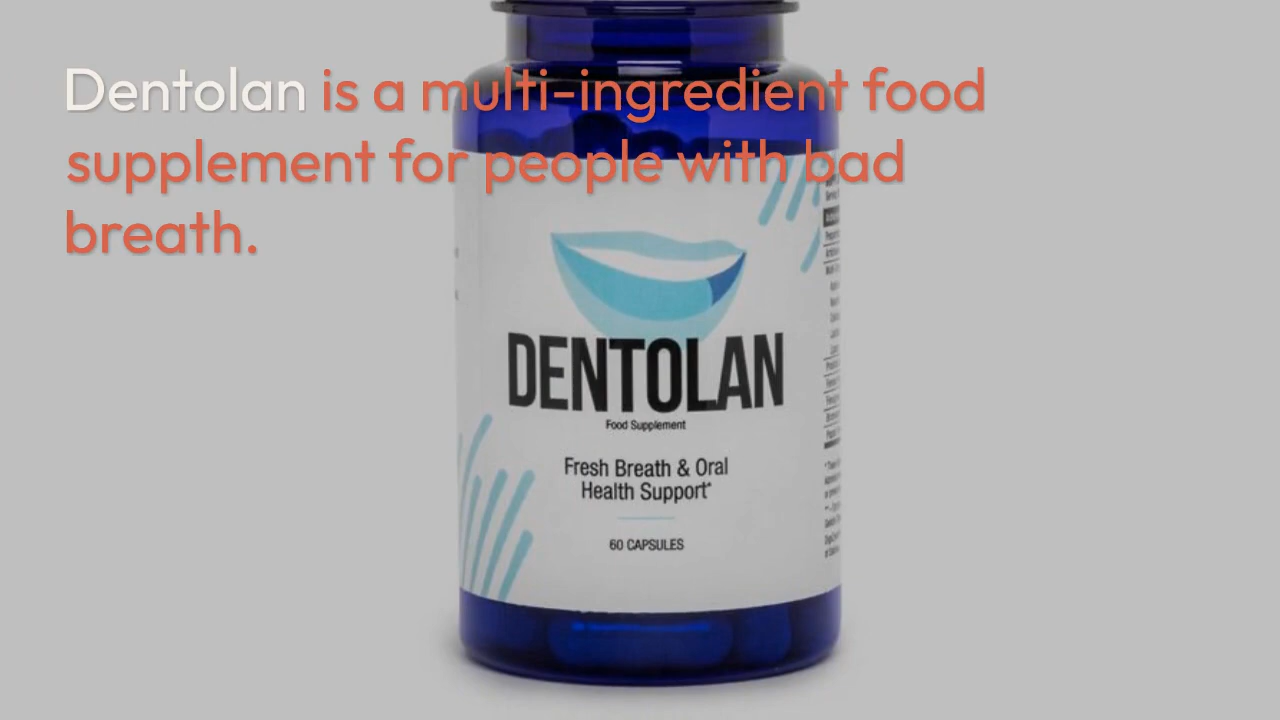 Dentolan is a multi-ingredient food
supplement for people with bad
breath.
DENTOLAN
Food Supplement
Fresh Breath & Oral
Health Support*
60 CAPSULES